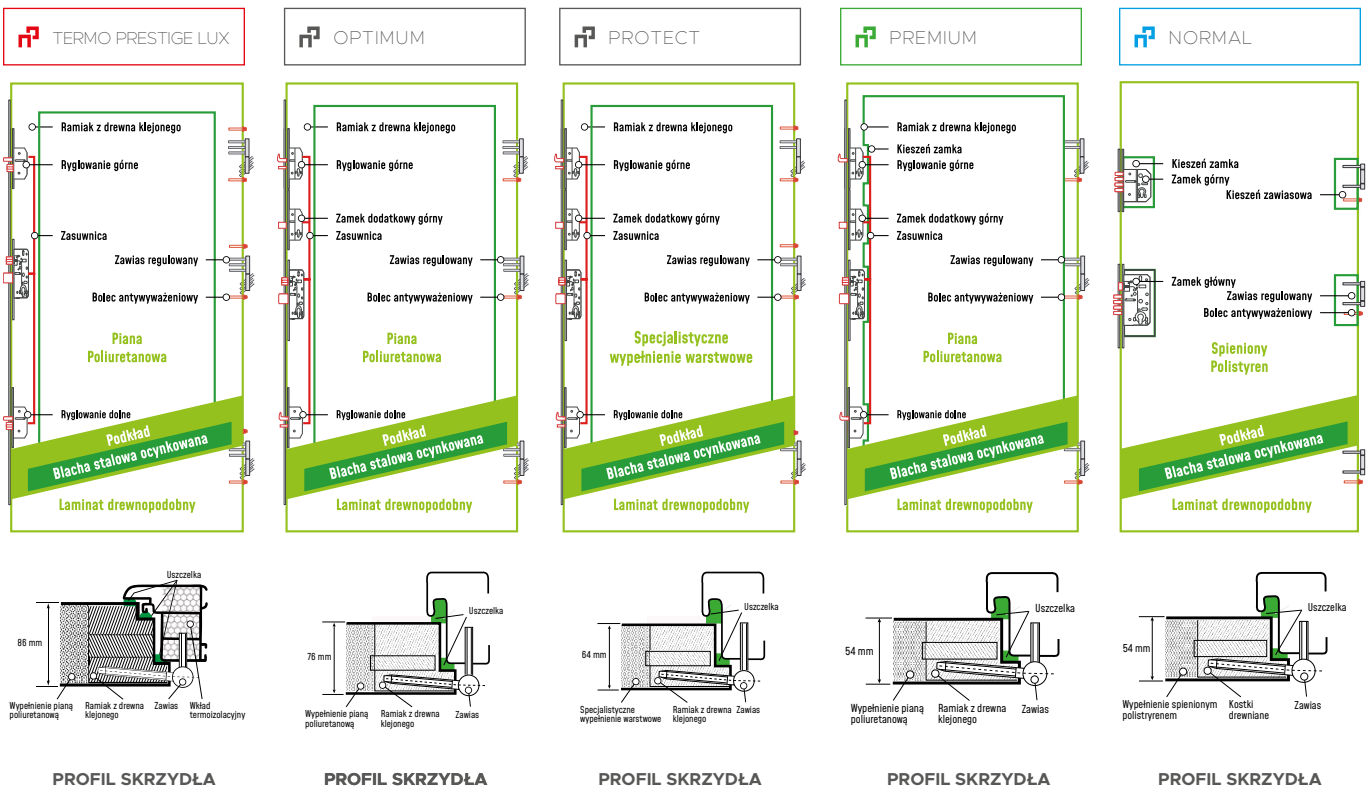 TERMO PRESTIGE LUX
Ramiak z drewna klejonego
Ryglowanie górne
Zasuwnica
Zawias regulowany
Bolec antywyważeniowy
Piana
Poliuretanowa
Ryglowanie dolne
Podkład
Blacha stalowa ocynkowana
Laminat drewnopodobny
Uszczelka
86 mm
Wypełnienie pianą
poliuretanową
Ramiak z drewna
klejonego
Zawias
Wkład
termoizolacyjny
PROFIL SKRZYDŁA
OPTIMUM
Ramiak z drewna klejonego
Ryglowanie górne
Zamek dodatkowy górny
Zasuwnica
Zawias regulowany
Bolec antywyważeniowy
Piana
Poliuretanowa
Ryglowanie dolne
Podkład
Blacha stalowa ocynkowana
Laminat drewnopodobny
Uszczelka
76 mm
Wypełnienie pianą
poliuretanową
Ramiak z drewna
klejonego
Zawias
PROFIL SKRZYDŁA
PROTECT
Ramiak z drewna klejonego
Ryglowanie górne
Zamek dodatkowy górny
Zasuwnica
Zawias regulowany
Bolec antywyważeniowy
Specjalistyczne
wypełnienie warstwowe
Ryglowanie dolne
Podkład
Blacha stalowa ocynkowana
Laminat drewnopodobny
Uszczelka
64 mm
Specjalistyczne
wypełnienie warstwowe
Ramiak z drewna
klejonego
Zawias
PROFIL SKRZYDŁA
PREMIUM
Ramiak z drewna klejonego
Kieszeń zamka
Ryglowanie górne
Zamek dodatkowy górny
Zasuwnica
Zawias regulowany
Bolec antywyważeniowy
Piana
Poliuretanowa
Ryglowanie dolne
Podkład
Blacha stalowa ocynkowana
Laminat drewnopodobny
Uszczelka
54 mm
Wypełnienie pianą
poliuretanową
Ramiak z drewna
klejonego
Zawias
PROFIL SKRZYDŁA
NORMAL
Kieszeń zamka
Zamek górny
Kieszeń zawiasowa
Zamek główny
Zawias regulowany
Bolec antywyważeniowy
Spieniony
Polistyren
Podkład
Blacha stalowa ocynkowana
Laminat drewnopodobny
Uszczelka
54 mm
Wypełnienie spienionym
polistyrenem
Kostki
drewniane
Zawias
PROFIL SKRZYDŁA